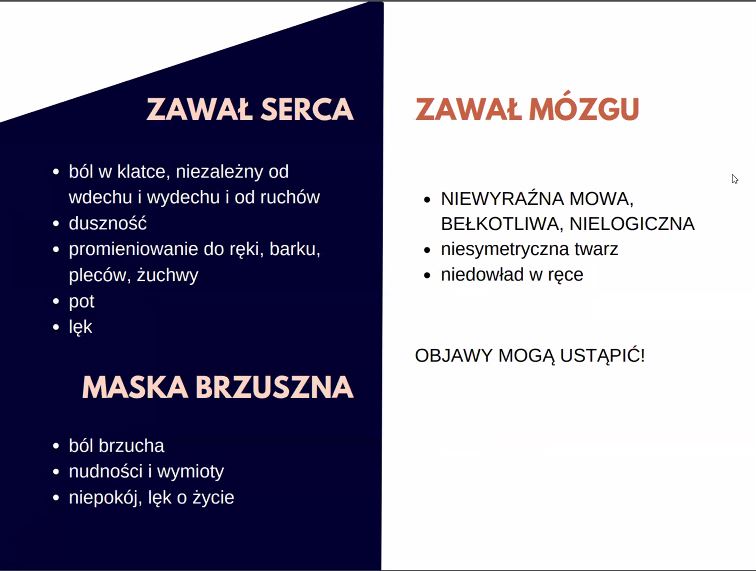 ZAWAŁ SERCA
• ból w klatce, niezależny od
wdechu i wydechu i od ruchów
• duszność
• promieniowanie do ręki, barku,
pleców, żuchwy
• pot
• lęk
MASKA BRZUSZNA
• ból brzucha
• nudności i wymioty
• niepokój, lęk o życie
ZAWAŁ MÓZGU
• NIEWYRAŹNA MOWA,
BEŁKOTLIWA, NIELOGICZNA
• niesymetryczna twarz
• niedowład w ręce
OBJAWY MOGĄ USTĄPIĆ!